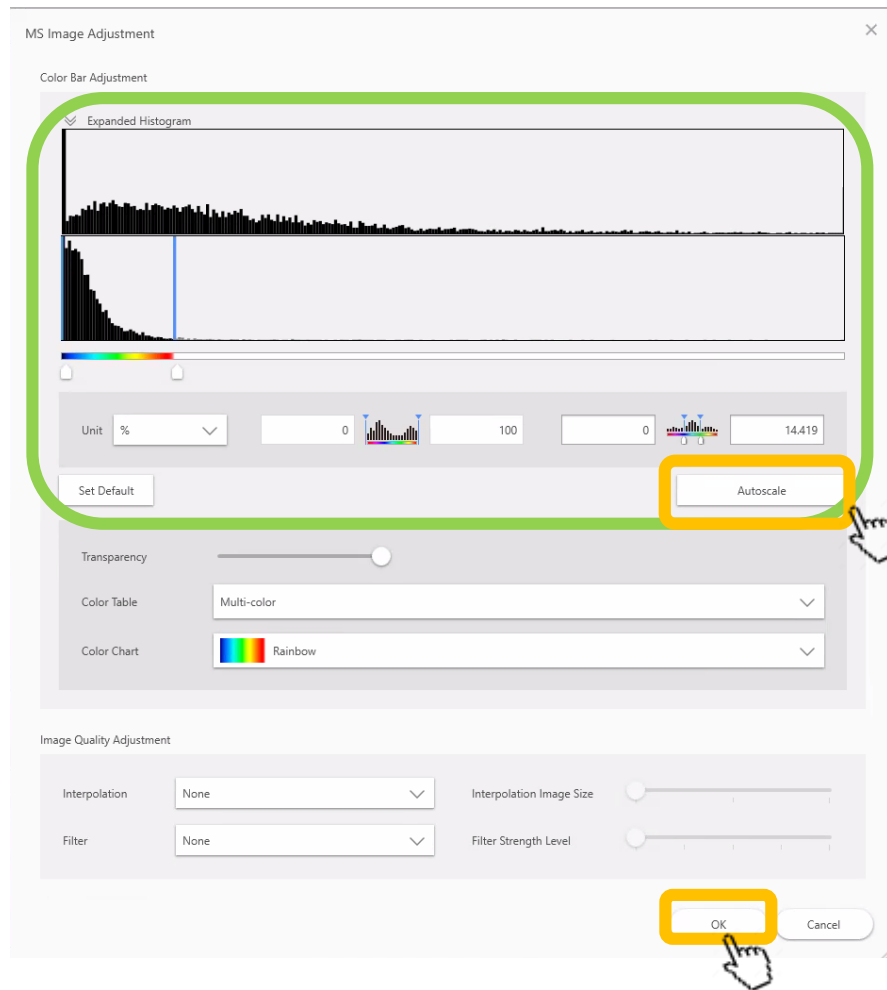 MS Image Adjustment
Color Bar Adjustment
Expanded Histogram
Unit % 0 100 0 14.419
Set Default Autoscale
Transparency
Color Table Multi-color
Color Chart Rainbow
Image Quality Adjustment
Interpolation None Interpolation Image Size
Filter None Filter Strength Level
OK Cancel